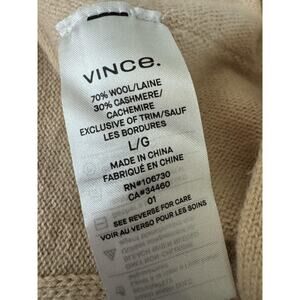 VINCE.
70% WOOL/LAINE
30% CASHMERE/
CACHEMIRE
EXCLUSIVE OF TRIM/SAUF
LES BORDURES
L/G
MADE IN CHINA
FABRIQUÉ EN CHINE
RN#106730
CA#34460
01
SEE REVERSE FOR CARE
VOIR AU VERSO POUR LES SOINS